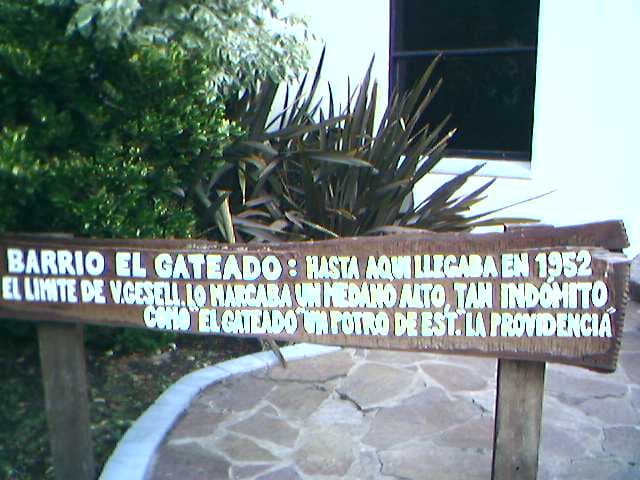 BARRIO EL GATEADO: HASTA AQUI LLEGABA EN 1952
EL LIMITE DE V.GESELL. LO MARCABA UN MEDANO ALTO, TAN INDÓMITO
COMO "EL GATEADO" UN POTRO DE EST. "LA PROVIDENCIA"